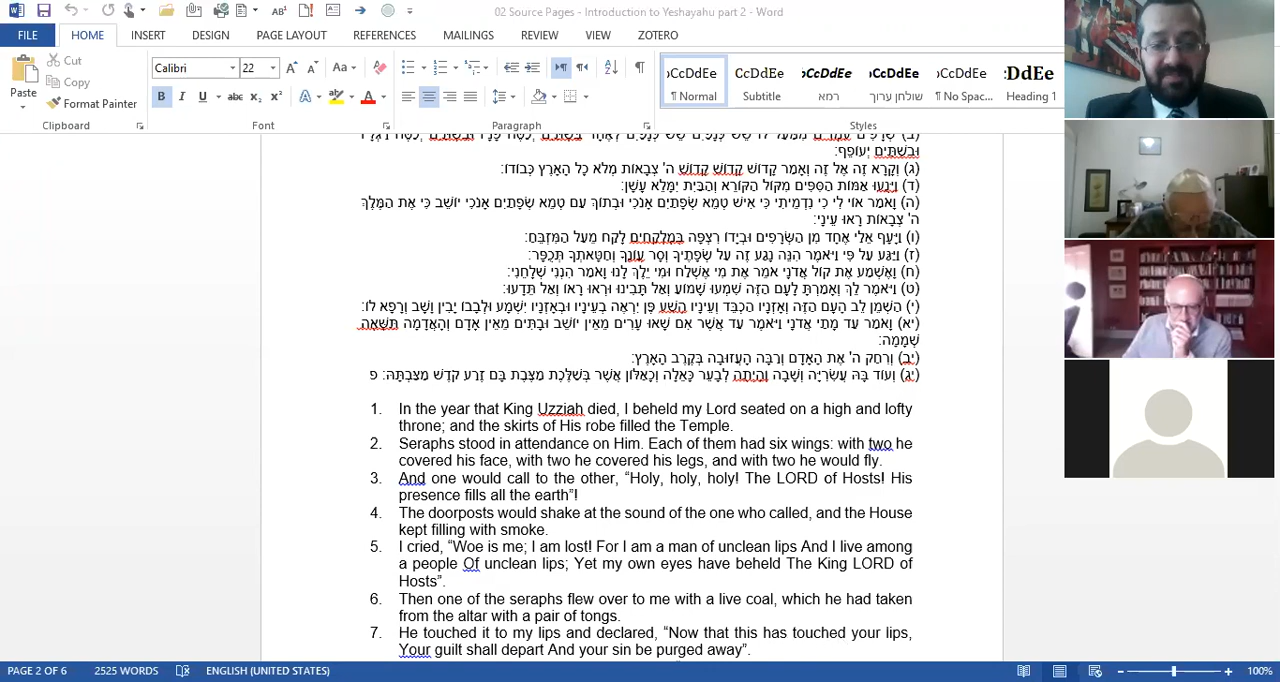 02 Source Pages - Introduction to Yeshayahu part 2 - Word
FILE HOME INSERT DESIGN PAGE LAYOUT REFERENCES MAILINGS REVIEW VIEW ZOTERO
Cut
Calibri 22
Copy
Paste
Format Painter
¶ Normal Subtitle רמא שולחן ערוך ¶ No Spac... Heading 1
Clipboard Font Paragraph Styles
ובשתים יעופף:
(ג) וְקָרָא זֶה אֶל זֶה וְאָמַר קָדוֹשׁ קָדוֹשׁ קָדוֹשׁ ה' צְבָאוֹת מְלֹא כָל הָאָרֶץ כְּבוֹדוֹ:
(ד) וַיָּנֻעוּ אַמּוֹת הַסִּפִּים מִקּוֹל הַקּוֹרֵא וְהַבַּיִת יִמָּלֵא עָשָׁן:
(ה) וָאֹמַר אוֹי לִי כִי נִדְמֵיתִי כִּי אִישׁ טְמֵא שְׂפָתַיִם אָנֹכִי וּבְתוֹךְ עַם טְמֵא שְׂפָתַיִם אָנֹכִי יוֹשֵׁב כִּי אֶת הַמֶּלֶךְ
ה' צְבָאוֹת רָאוּ עֵינָי:
(ו) וַיָּעָף אֵלַי אֶחָד מִן הַשְּׂרָפִים וּבְיָדוֹ רִצְפָּה בְּמֶלְקַחַיִם לָקַח מֵעַל הַמִּזְבֵּחַ:
(ז) וַיַּגַּע עַל פִּי וַיֹּאמֶר הִנֵּה נָגַע זֶה עַל שְׂפָתֶיךָ וְסָר עֲוֹנֶךָ וְחַטָּאתְךָ תְּכֻפָּר:
(ח) וָאֶשְׁמַע אֶת קוֹל אֲדֹנָי אֹמֵר אֶת מִי אֶשְׁלַח וּמִי יֵלֶךְ לָנוּ וָאֹמַר הִנְנִי שְׁלָחֵנִי:
(ט) וַיֹּאמֶר לֵךְ וְאָמַרְתָּ לָעָם הַזֶּה שִׁמְעוּ שָׁמוֹעַ וְאַל תָּבִינוּ וּרְאוּ רָאוֹ וְאַל תֵּדָעוּ:
(י) הַשְׁמֵן לֵב הָעָם הַזֶּה וְאָזְנָיו הַכְבֵּד וְעֵינָיו הָשַׁע פֶּן יִרְאֶה בְעֵינָיו וּבְאָזְנָיו יִשְׁמָע וּלְבָבוֹ יָבִין וָשָׁב וְרָפָא לוֹ:
(יא) וָאֹמַר עַד מָתַי אֲדֹנָי וַיֹּאמֶר עַד אֲשֶׁר אִם שָׁאוּ עָרִים מֵאֵין יוֹשֵׁב וּבָתִּים מֵאֵין אָדָם וְהָאֲדָמָה תִּשָּׁאֶה
שְׁמָמָה:
(יב) וְרִחַק ה' אֶת הָאָדָם וְרַבָּה הָעֲזוּבָה בְּקֶרֶב הָאָרֶץ:
(יג) וְעוֹד בָּהּ עֲשִׂרִיָּה וְשָׁבָה וְהָיְתָה לְבָעֵר כָּאֵלָה וְכָאַלּוֹן אֲשֶׁר בְּשַׁלֶּכֶת מַצֶּבֶת בָּם זֶרַע קֹדֶשׁ מַצַּבְתָּהּ: פ
1. In the year that King Uzziah died, I beheld my Lord seated on a high and lofty
throne; and the skirts of His robe filled the Temple.
2. Seraphs stood in attendance on Him. Each of them had six wings: with two he
covered his face, with two he covered his legs, and with two he would fly.
3. And one would call to the other, “Holy, holy, holy! The LORD of Hosts! His
presence fills all the earth”!
4. The doorposts would shake at the sound of the one who called, and the House
kept filling with smoke.
5. I cried, “Woe is me; I am lost! For I am a man of unclean lips And I live among
a people Of unclean lips; Yet my own eyes have beheld The King LORD of
Hosts”.
6. Then one of the seraphs flew over to me with a live coal, which he had taken
from the altar with a pair of tongs.
7. He touched it to my lips and declared, “Now that this has touched your lips,
Your guilt shall depart And your sin be purged away”.
PAGE 2 OF 6 2525 WORDS ENGLISH (UNITED STATES) 100%